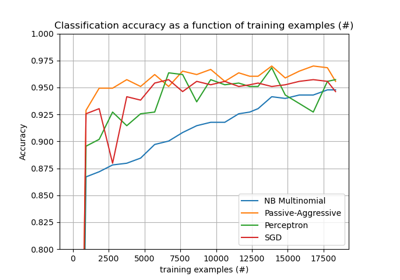 Classification accuracy as a function of training examples (#)
1.000
0.975
0.950
0.925
0.900
0.875
0.850
0.825
0.800
Accuracy
NB Multinomial
Passive-Aggressive
Perceptron
SGD
0 2500 5000 7500 10000 12500 15000 17500
training examples (#)